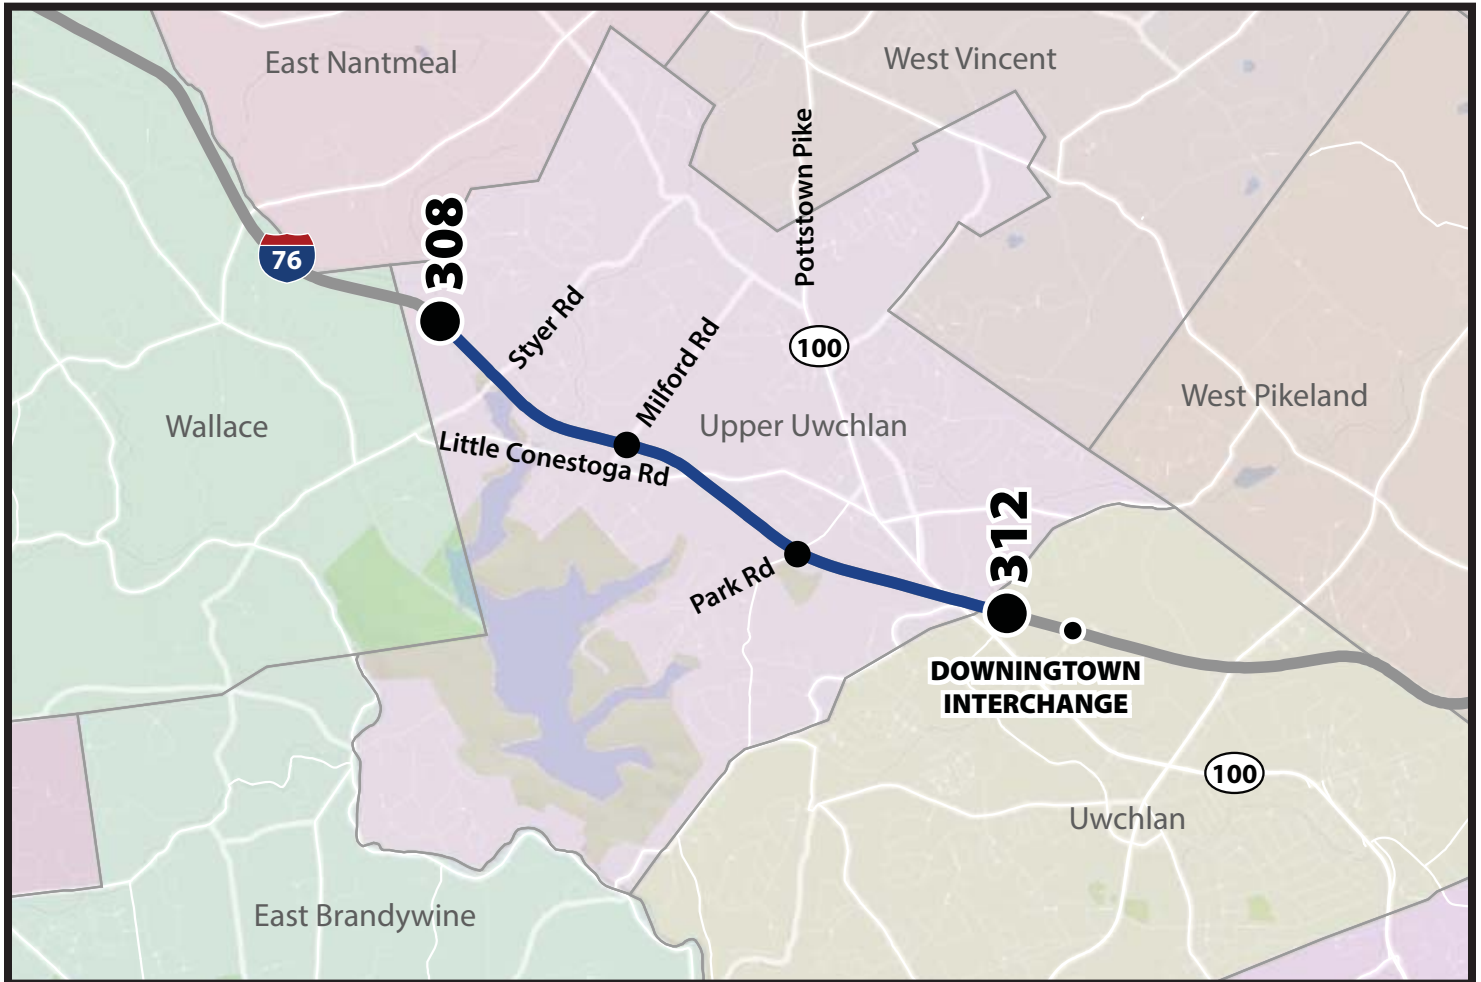 East Nantmeal
West Vincent
Pottstown Pike
308
76
Styer Rd
Milford Rd
100
West Pikeland
Wallace
Upper Uwchlan
Little Conestoga Rd
312
Park Rd
DOWNINGTOWN
INTERCHANGE
100
Uwchlan
East Brandywine